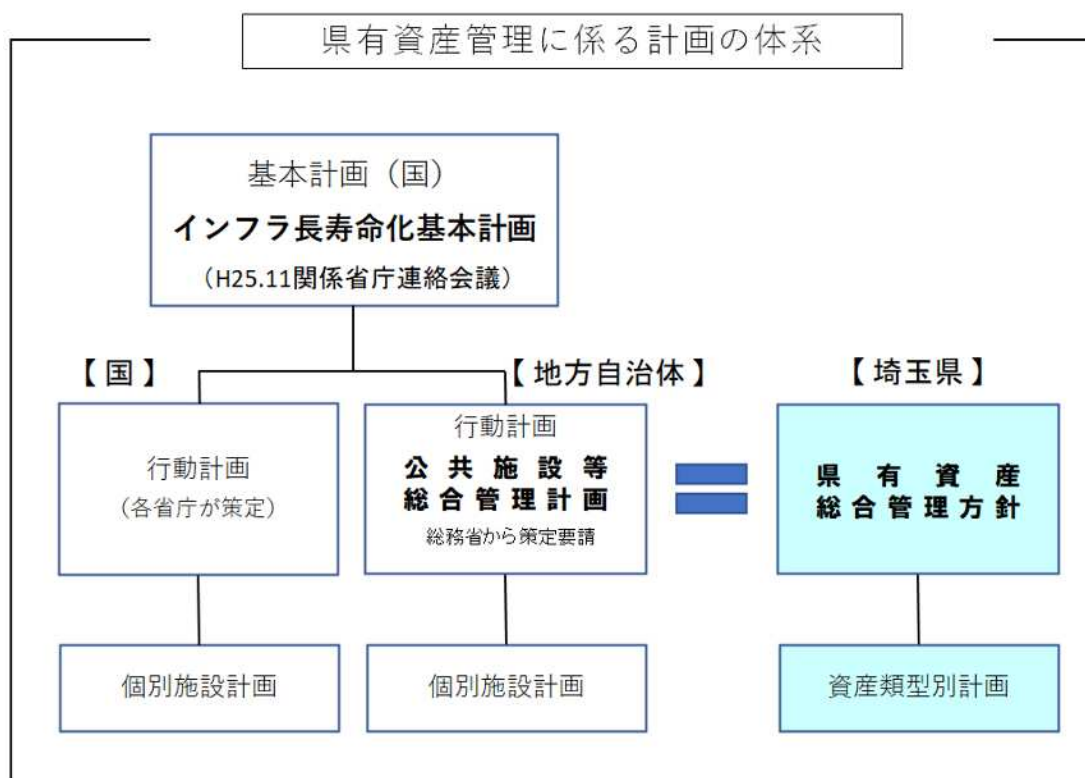 県有資産管理に係る計画の体系
基本計画（国）
インフラ長寿命化基本計画
（H25.11関係省庁連絡会議）
【 国 】
【 地方自治体 】
【 埼玉県 】
行動計画
（各省庁が策定）
行動計画
公共施設等
総合管理計画
総務省から策定要請
県有資産
総合管理方針
個別施設計画
個別施設計画
資産類型別計画